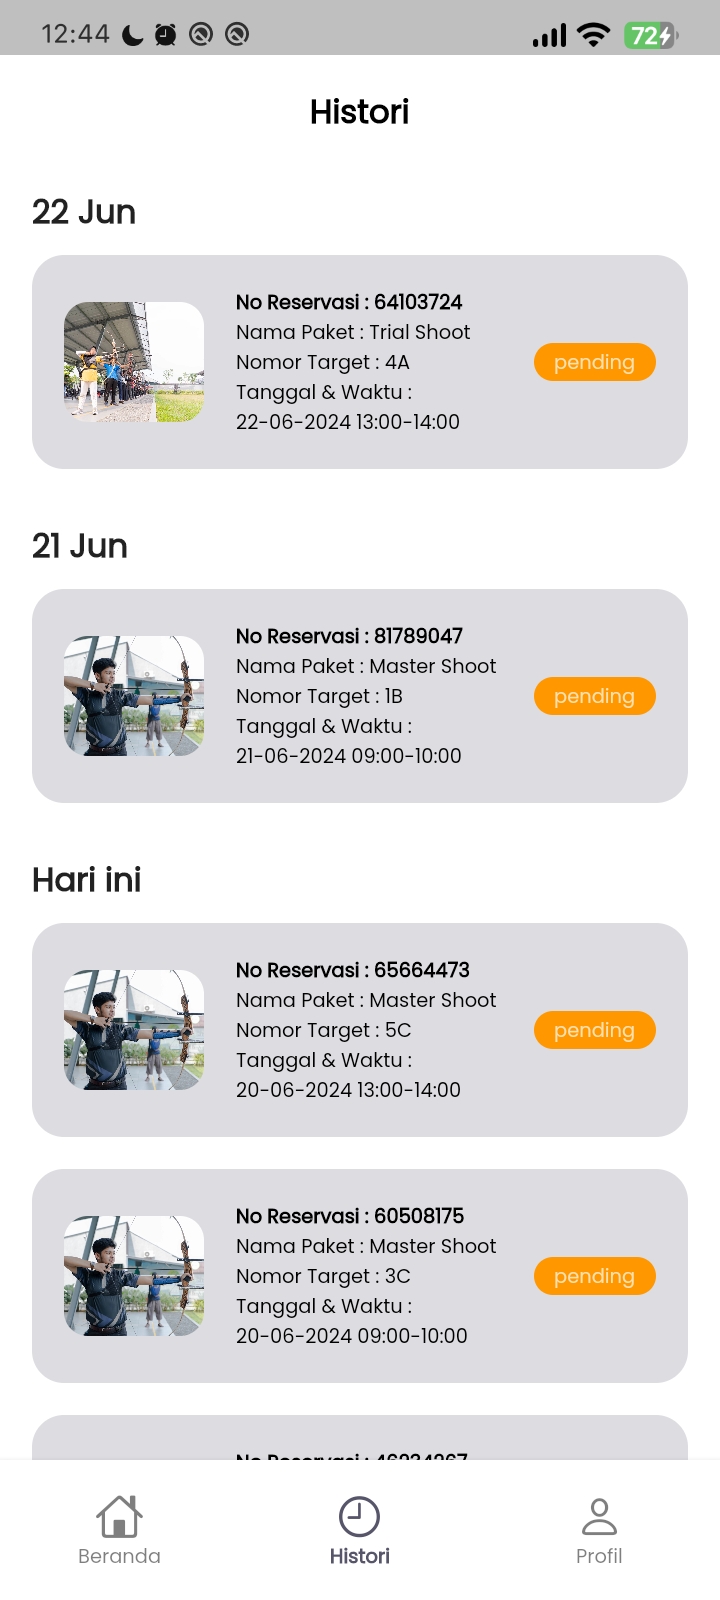 12:44
72
Histori
22 Jun
No Reservasi : 64103724
Nama Paket : Trial Shoot
Nomor Target : 4A
Tanggal & Waktu :
22-06-2024 13:00-14:00
pending
21 Jun
No Reservasi : 81789047
Nama Paket : Master Shoot
Nomor Target : 1B
Tanggal & Waktu :
21-06-2024 09:00-10:00
pending
Hari ini
No Reservasi : 65664473
Nama Paket : Master Shoot
Nomor Target : 5C
Tanggal & Waktu :
20-06-2024 13:00-14:00
pending
No Reservasi : 60508175
Nama Paket : Master Shoot
Nomor Target : 3C
Tanggal & Waktu :
20-06-2024 09:00-10:00
pending
No Reservasi :
Beranda
Histori
Profil